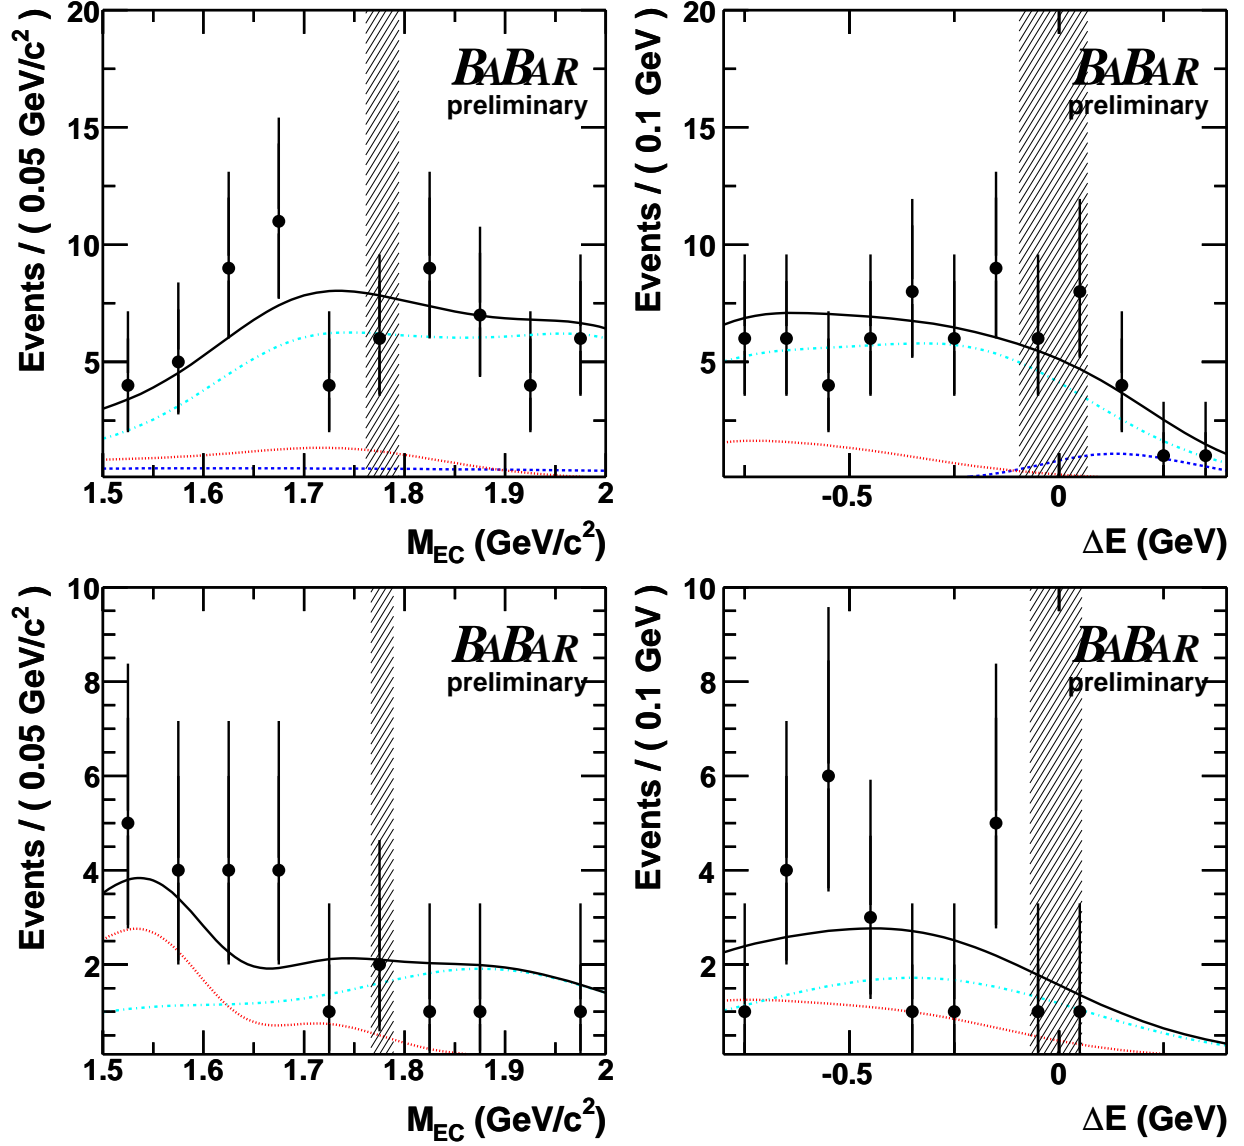 20
15
10
5
Events / ( 0.05 GeV/c²)
BABAR
preliminary
1.5 1.6 1.7 1.8 1.9 2
M_EC (GeV/c²)
20
15
10
5
Events / ( 0.1 GeV )
BABAR
preliminary
-0.5 0
ΔE (GeV)
10
8
6
4
2
Events / ( 0.05 GeV/c² )
BABAR
preliminary
1.5 1.6 1.7 1.8 1.9 2
M_EC (GeV/c²)
10
8
6
4
2
Events / ( 0.1 GeV )
BABAR
preliminary
-0.5 0
ΔE (GeV)